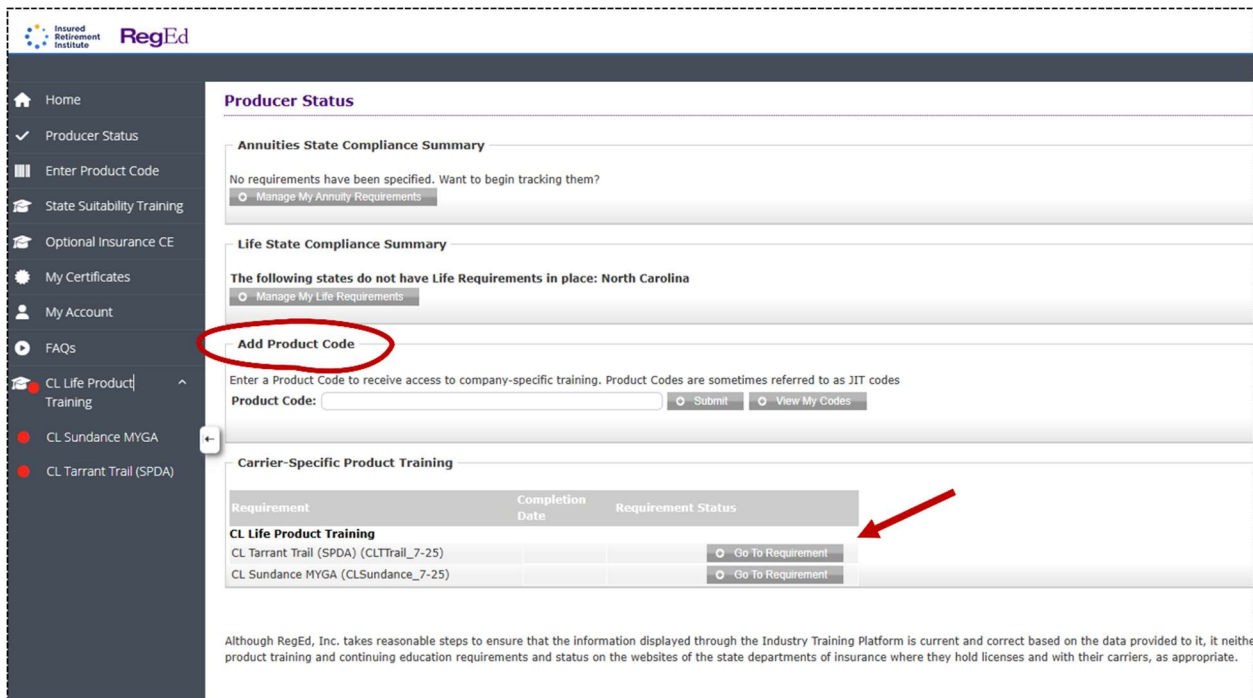 Insured
Retirement
Institute
RegEd
Home
Producer Status
Enter Product Code
State Suitability Training
Optional Insurance CE
My Certificates
My Account
FAQs
CL Life Product
Training
CL Sundance MYGA
CL Tarrant Trail (SPDA)
Producer Status
Annuities State Compliance Summary
No requirements have been specified. Want to begin tracking them?
Manage My Annuity Requirements
Life State Compliance Summary
The following states do not have Life Requirements in place: North Carolina
Manage My Life Requirements
Add Product Code
Enter a Product Code to receive access to company-specific training. Product Codes are sometimes referred to as JIT codes
Product Code: Submit View My Codes
Carrier-Specific Product Training
Requirement Completion Date Requirement Status
CL Life Product Training
CL Tarrant Trail (SPDA) (CLTTrail_7-25) Go To Requirement
CL Sundance MYGA (CLSundance_7-25) Go To Requirement
Although RegEd, Inc. takes reasonable steps to ensure that the information displayed through the Industry Training Platform is current and correct based on the data provided to it, it neithe
product training and continuing education requirements and status on the websites of the state departments of insurance where they hold licenses and with their carriers, as appropriate.